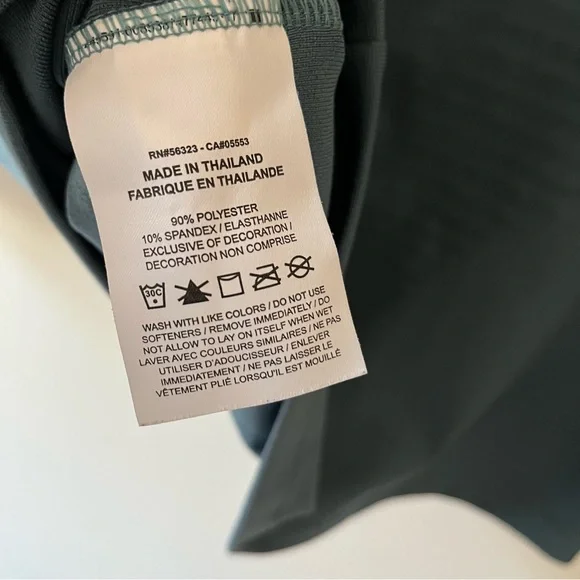 RN#56323 - CA#05553
MADE IN THAILAND
FABRIQUE EN THAILANDE
90% POLYESTER
10% SPANDEX / ELASTHANNE
EXCLUSIVE OF DECORATION /
DECORATION NON COMPRISE
30C
WASH WITH LIKE COLORS / DO NOT USE
SOFTENERS / REMOVE IMMEDIATELY / DO
NOT ALLOW TO LAY ON ITSELF WHEN WET
LAVER AVEC COULEURS SIMILAIRES / NE PAS
UTILISER D'ADOUCISSEUR / ENLEVER
IMMEDIATEMENT / NE PAS LAISSER LE
VÊTEMENT PLIÉ LORSQU'IL EST MOUILLÉ